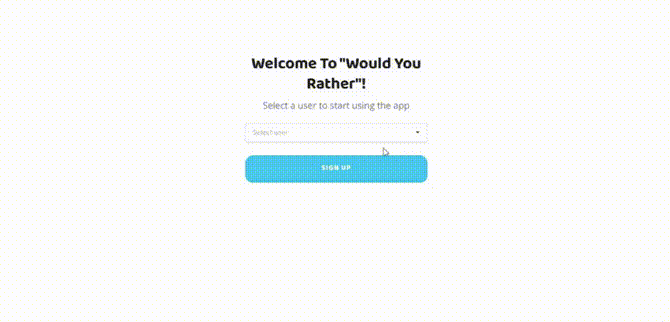 Welcome To "Would You
Rather"!
Select a user to start using the app
Select user
SIGN UP